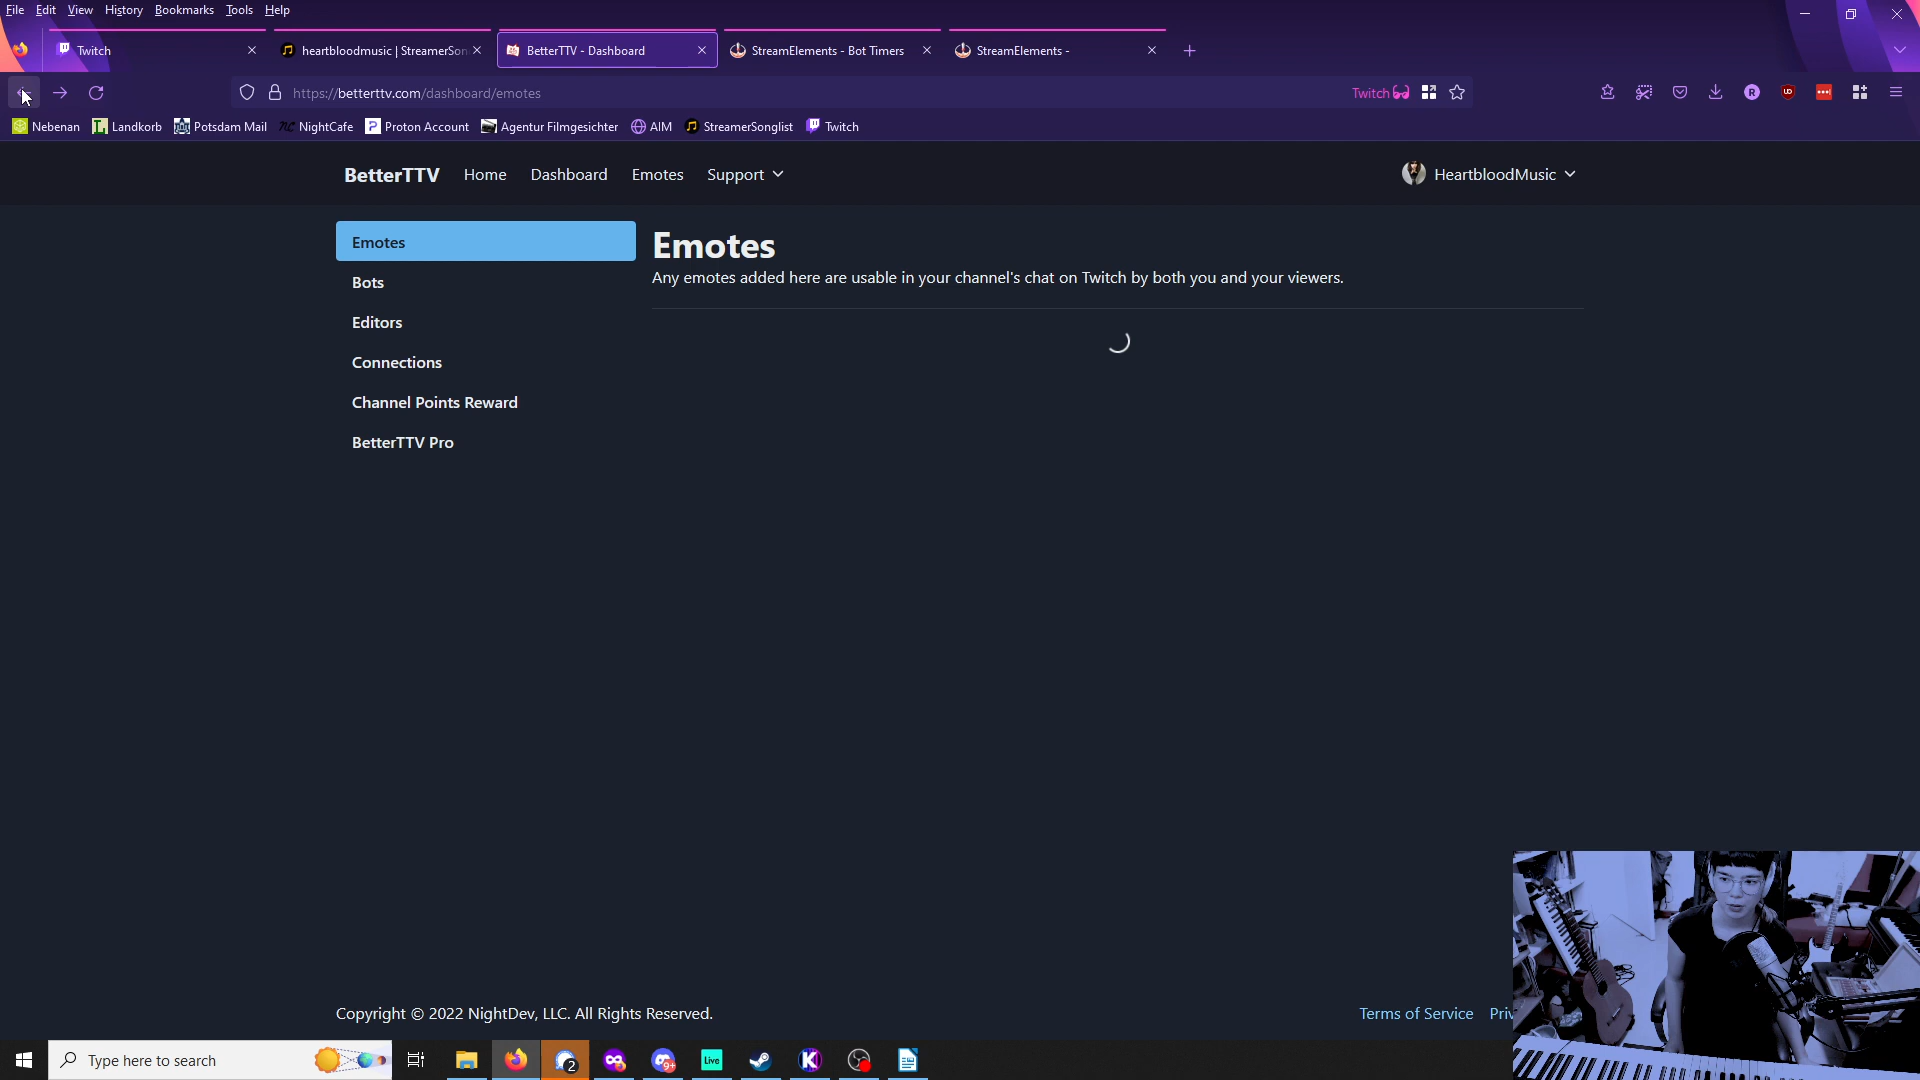 File Edit View History Bookmarks Tools Help
Twitch
heartbloodmusic | StreamerSon
BetterTTV - Dashboard
StreamElements - Bot Timers
StreamElements -
https://betterttv.com/dashboard/emotes
Twitch
Nebenan
Landkorb
Potsdam Mail
NightCafe
Proton Account
Agentur Filmgesichter
AIM
StreamerSonglist
Twitch
BetterTTV Home Dashboard Emotes Support
HeartbloodMusic
Emotes
Bots
Editors
Connections
Channel Points Reward
BetterTTV Pro
Emotes
Any emotes added here are usable in your channel's chat on Twitch by both you and your viewers.
Copyright © 2022 NightDev, LLC. All Rights Reserved.
Terms of Service Priv
Type here to search
2
9+
Live